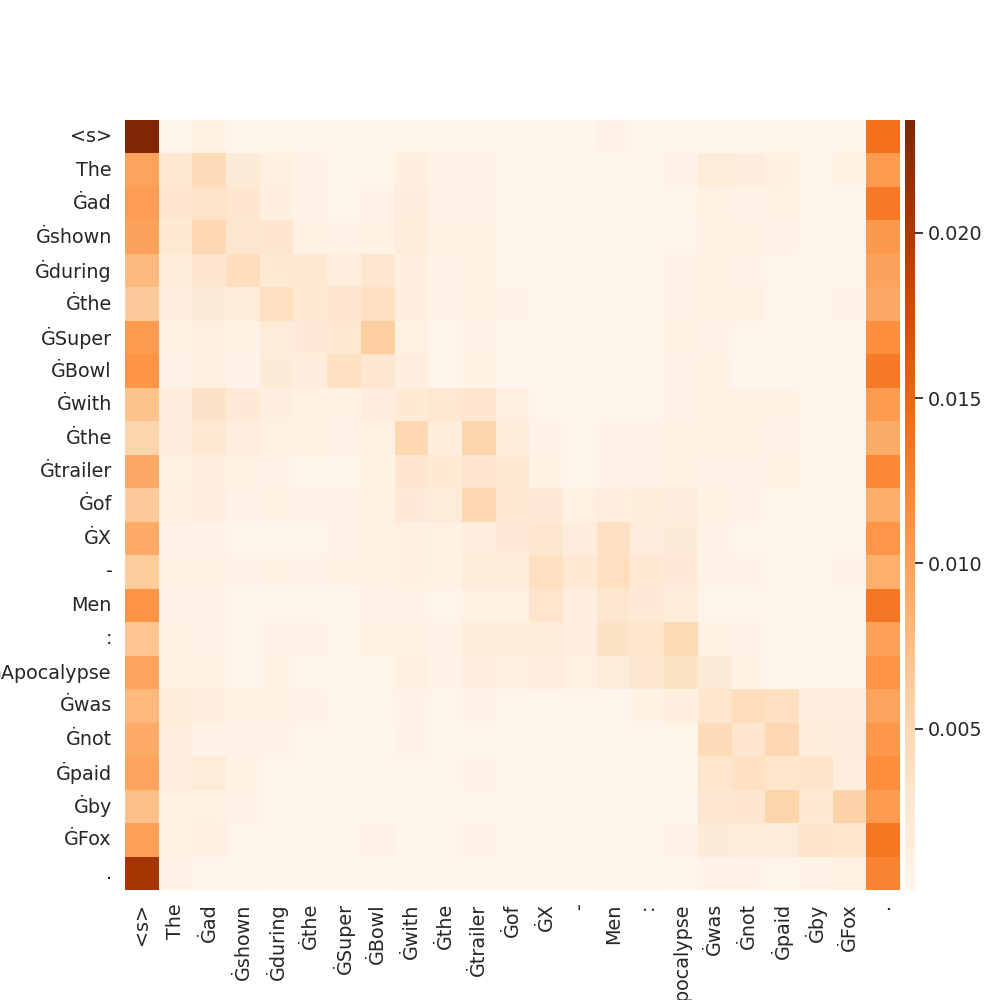 <s>
The
Ġad
Ġshown
Ġduring
Ġthe
ĠSuper
ĠBowl
Ġwith
Ġthe
Ġtrailer
Ġof
ĠX
-
Men
:
Apocalypse
Ġwas
Ġnot
Ġpaid
Ġby
ĠFox
.
0.020
0.015
0.010
0.005
<s>
The
Ġad
Ġshown
Ġduring
Ġthe
ĠSuper
ĠBowl
Ġwith
Ġthe
Ġtrailer
Ġof
ĠX
-
Men
:
pocalypse
Ġwas
Ġnot
Ġpaid
Ġby
ĠFox
.